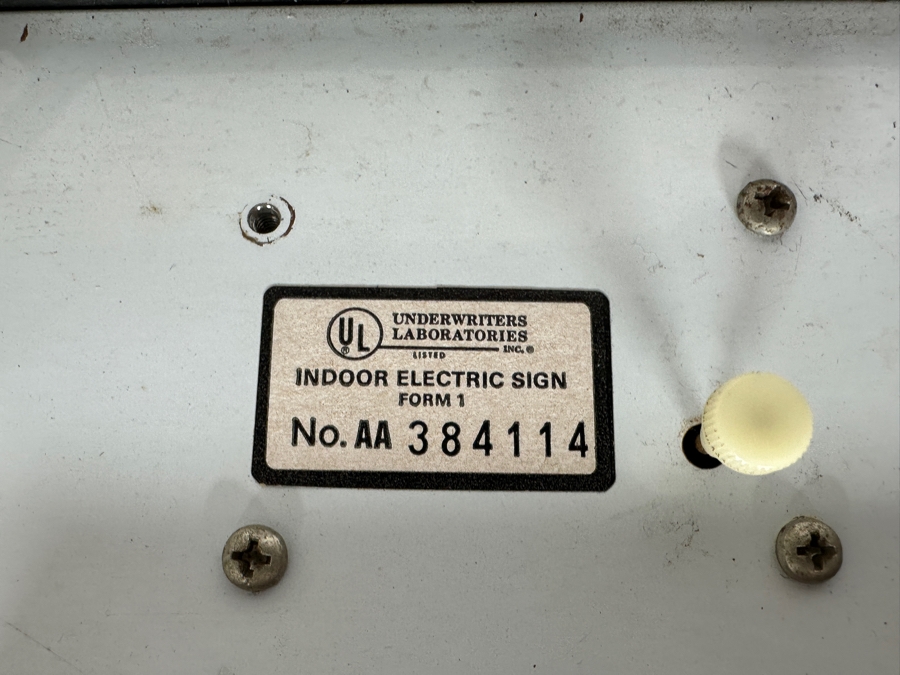 UL ®
UNDERWRITERS
LABORATORIES
INC.®
LISTED
INDOOR ELECTRIC SIGN
FORM 1
No. AA 384114